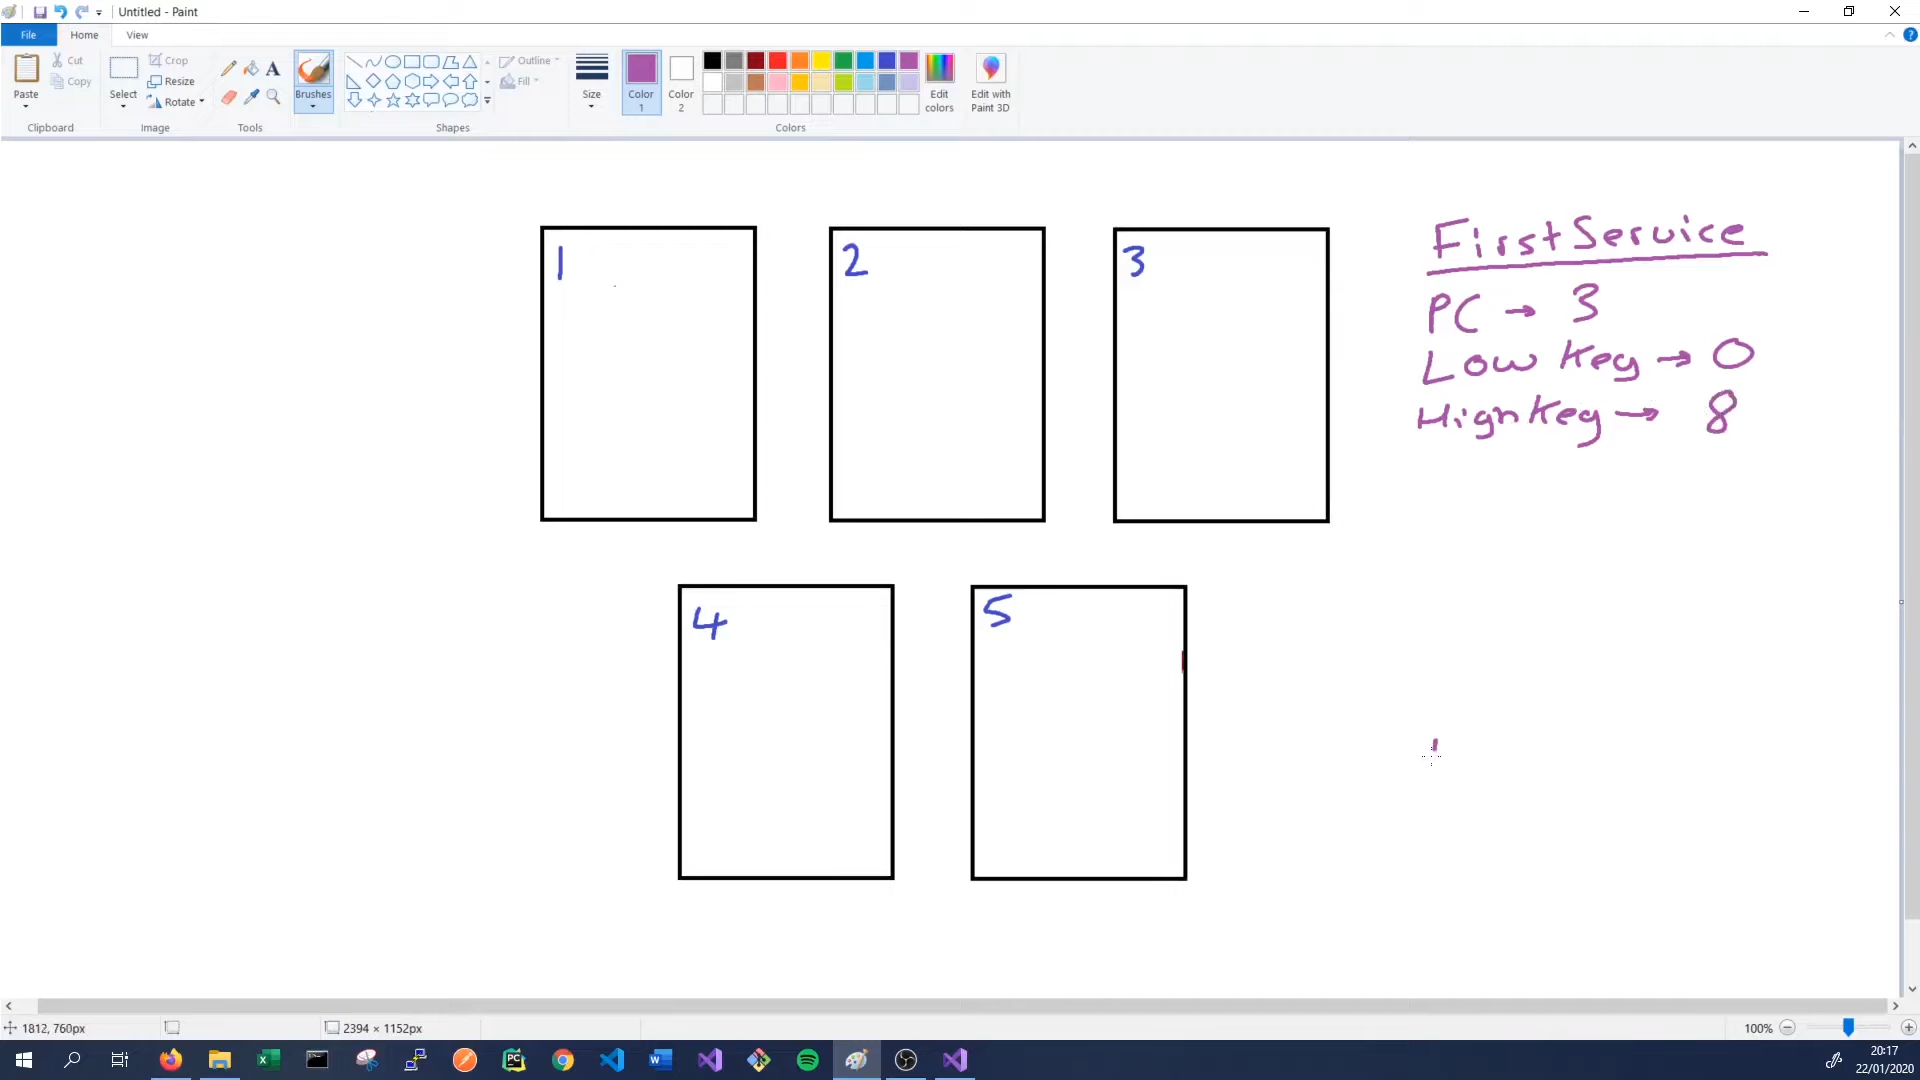 Untitled - Paint
File Home View
Paste Cut Copy Clipboard
Select Crop Resize Rotate Image
Tools
Brushes
Shapes
Outline Fill
Size
Color 1 Color 2
Edit colors
Edit with Paint 3D
Colors
1 2 3
4 5
FirstService
PC → 3
Low Key → 0
HighKey → 8
1812, 760px
2394 × 1152px
100%
20:17
22/01/2020